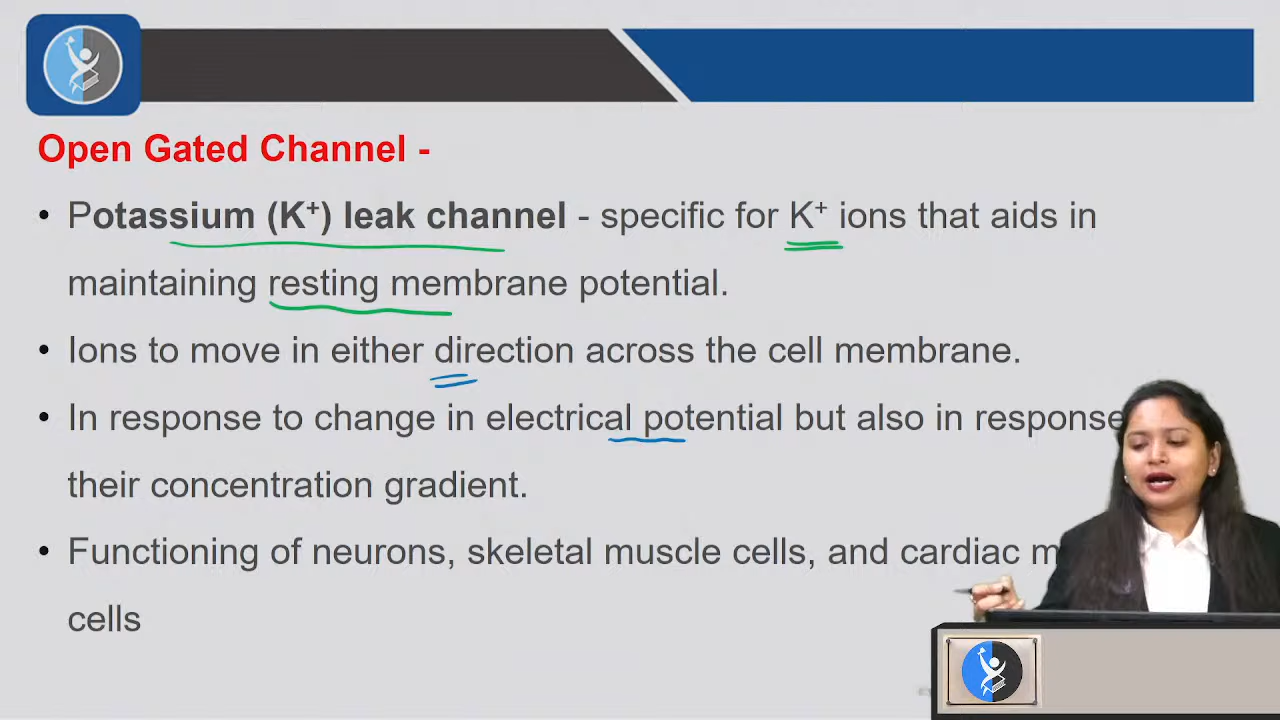 Open Gated Channel -
• Potassium (K⁺) leak channel - specific for K⁺ ions that aids in
maintaining resting membrane potential.
• Ions to move in either direction across the cell membrane.
• In response to change in electrical potential but also in response
their concentration gradient.
• Functioning of neurons, skeletal muscle cells, and cardiac m
cells